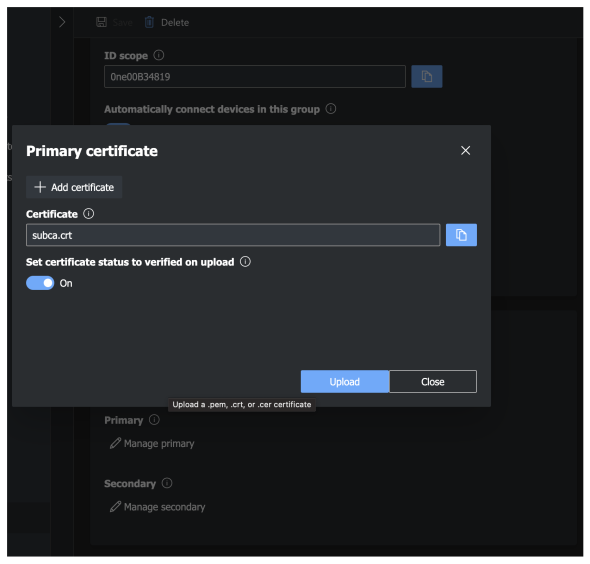 Save Delete
ID scope
0ne00B34819
Automatically connect devices in this group
Primary certificate
Add certificate
Certificate
subca.crt
Set certificate status to verified on upload
On
Upload Close
Upload a .pem, .crt, or .cer certificate
Primary
Manage primary
Secondary
Manage secondary